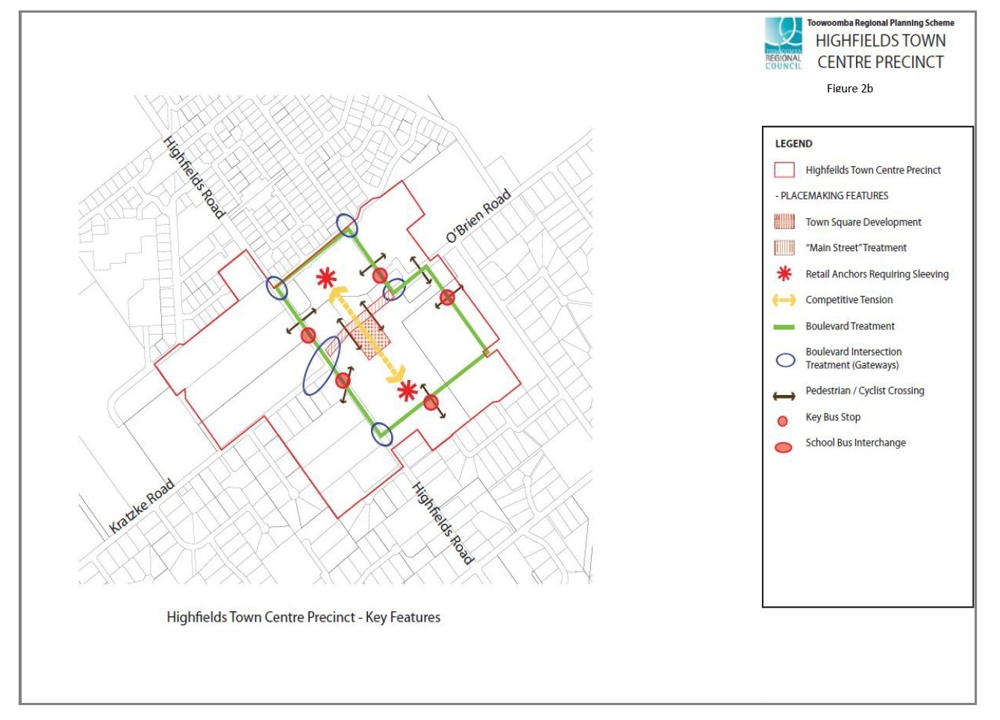 Toowoomba Regional Planning Scheme
HIGHFIELDS TOWN
CENTRE PRECINCT
TOOWOOMBA
REGIONAL
COUNCIL
Figure 2b
LEGEND
Highfeilds Town Centre Precinct
- PLACEMAKING FEATURES
Town Square Development
"Main Street" Treatment
Retail Anchors Requiring Sleeving
Competitive Tension
Boulevard Treatment
Boulevard Intersection
Treatment (Gateways)
Pedestrian / Cyclist Crossing
Key Bus Stop
School Bus Interchange
Highfields Road
O'Brien Road
Kratzke Road
Highfields Road
Highfields Town Centre Precinct - Key Features